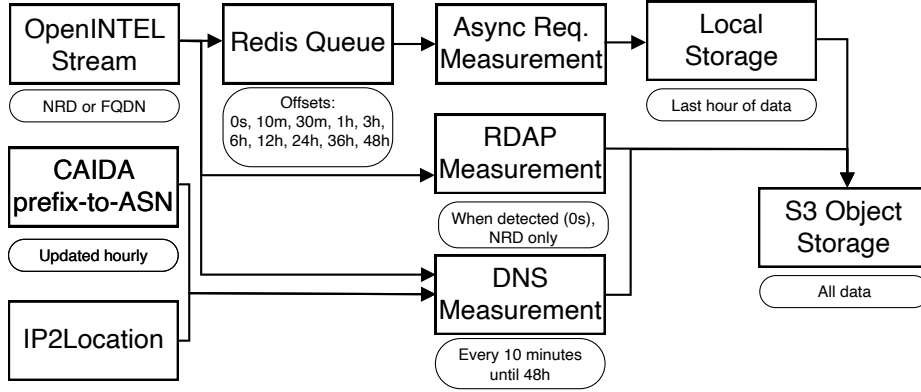 OpenINTEL
Stream
NRD or FQDN
Redis Queue
Offsets:
0s, 10m, 30m, 1h, 3h,
6h, 12h, 24h, 36h, 48h
Async Req.
Measurement
Local
Storage
Last hour of data
CAIDA
prefix-to-ASN
Updated hourly
RDAP
Measurement
When detected (0s),
NRD only
S3 Object
Storage
All data
IP2Location
DNS
Measurement
Every 10 minutes
until 48h